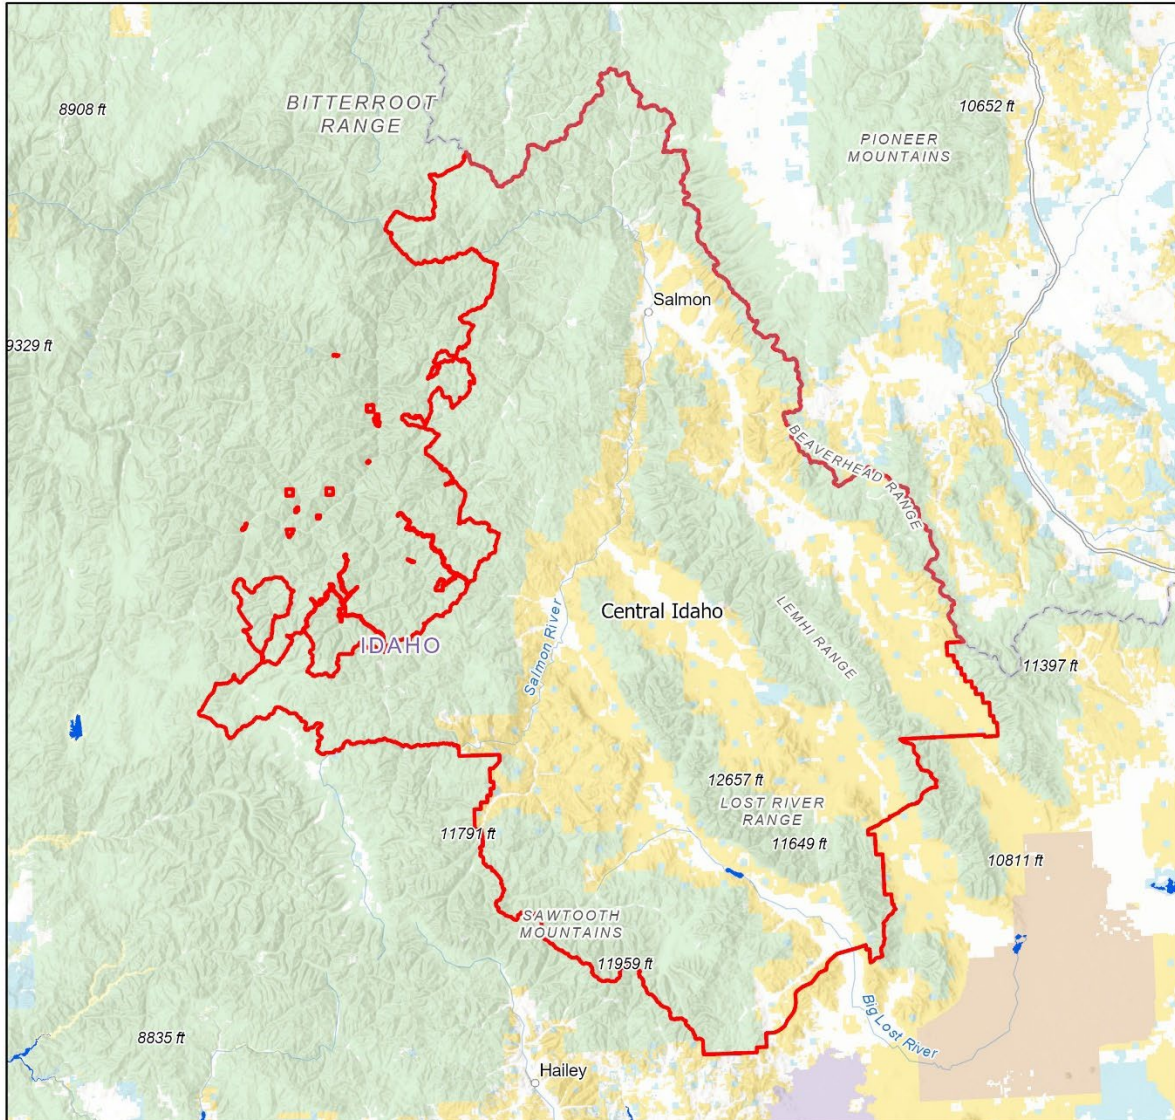 8908 ft
BITTERROOT
RANGE
10652 ft
PIONEER
MOUNTAINS
Salmon
9329 ft
BEAVERHEAD RANGE
Central Idaho
LEMHI RANGE
Salmon River
IDAHO
11397 ft
12657 ft
LOST RIVER
RANGE
11791 ft
11649 ft
10811 ft
SAWTOOTH
MOUNTAINS
11959 ft
Big Lost River
8835 ft
Hailey